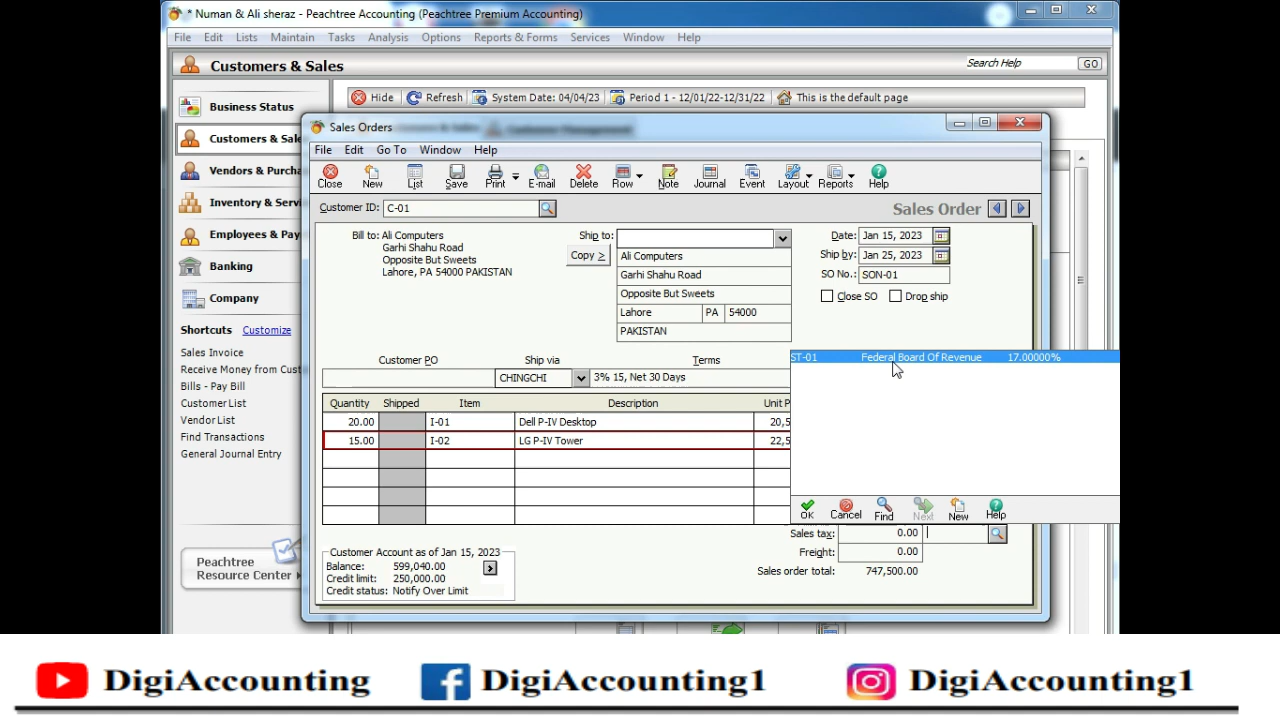 * Numan & Ali sheraz - Peachtree Accounting (Peachtree Premium Accounting)
File Edit Lists Maintain Tasks Analysis Options Reports & Forms Services Window Help
Customers & Sales
Search Help GO
Hide Refresh System Date: 04/04/23 Period 1 - 12/01/22-12/31/22 This is the default page
Business Status
Customers & Sale
Vendors & Purcha
Inventory & Servi
Employees & Pay
Banking
Company
Shortcuts Customize
Sales Invoice
Receive Money from Cust
Bills - Pay Bill
Customer List
Vendor List
Find Transactions
General Journal Entry
Peachtree
Resource Center
Sales Orders
File Edit Go To Window Help
Close New List Save Print E-mail Delete Row Note Journal Event Layout Reports Help
Customer ID: C-01
Sales Order
Bill to: Ali Computers
Garhi Shahu Road
Opposite But Sweets
Lahore, PA 54000 PAKISTAN
Ship to:
Copy >
Ali Computers
Garhi Shahu Road
Opposite But Sweets
Lahore PA 54000
PAKISTAN
Date: Jan 15, 2023
Ship by: Jan 25, 2023
SO No.: SON-01
Close SO Drop ship
Customer PO Ship via Terms
CHINGCHI 3% 15, Net 30 Days
Quantity Shipped Item Description Unit P
20.00 I-01 Dell P-IV Desktop 20,5
15.00 I-02 LG P-IV Tower 22,5
ST-01 Federal Board Of Revenue 17.00000%
OK Cancel Find Next New Help
Sales tax: 0.00
Freight: 0.00
Sales order total: 747,500.00
Customer Account as of Jan 15, 2023
Balance: 599,040.00
Credit limit: 250,000.00
Credit status: Notify Over Limit
DigiAccounting DigiAccounting1 DigiAccounting1